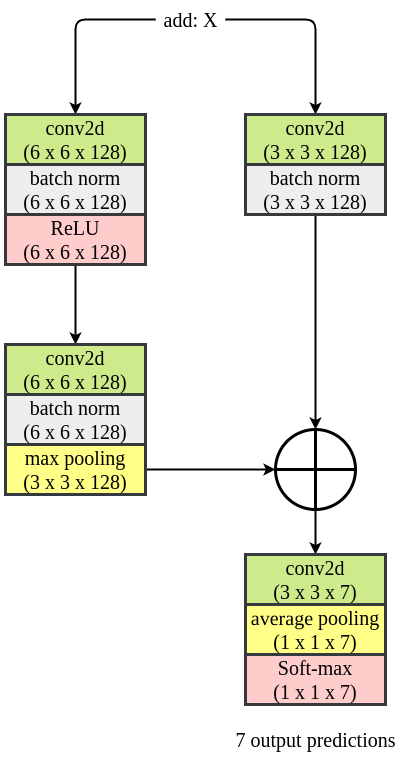 add: X
conv2d
(6 x 6 x 128)
batch norm
(6 x 6 x 128)
ReLU
(6 x 6 x 128)
conv2d
(3 x 3 x 128)
batch norm
(3 x 3 x 128)
conv2d
(6 x 6 x 128)
batch norm
(6 x 6 x 128)
max pooling
(3 x 3 x 128)
conv2d
(3 x 3 x 7)
average pooling
(1 x 1 x 7)
Soft-max
(1 x 1 x 7)
7 output predictions